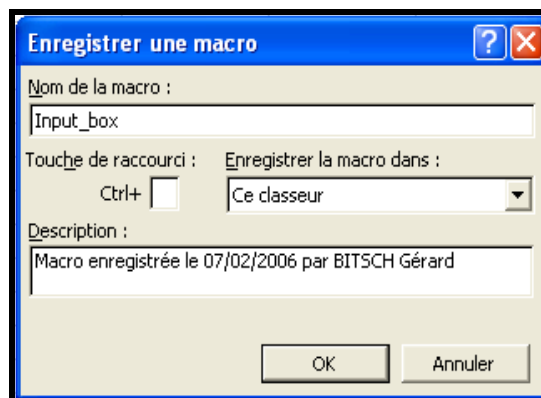 Enregistrer une macro
Nom de la macro :
Input_box
Touche de raccourci : Enregistrer la macro dans :
Ctrl+ Ce classeur
Description :
Macro enregistrée le 07/02/2006 par BITSCH Gérard
OK Annuler